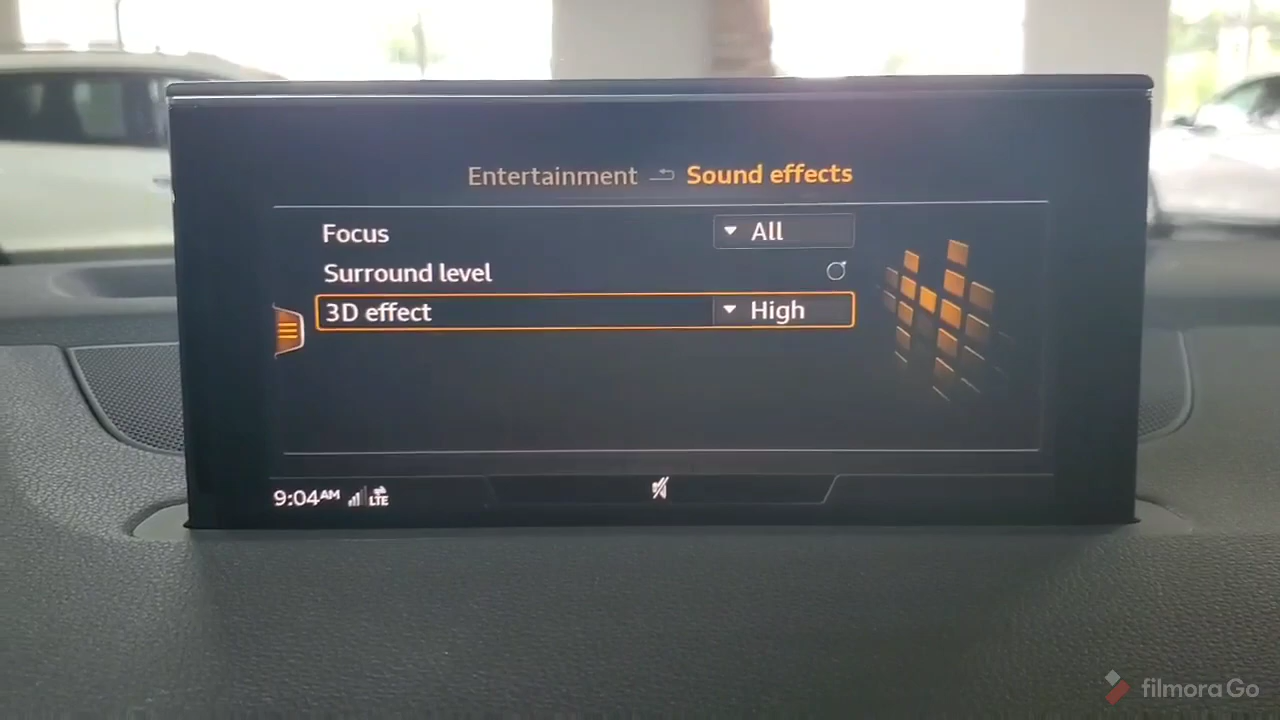 Entertainment Sound effects
Focus All
Surround level
3D effect High
9:04AM LTE
filmoraGo